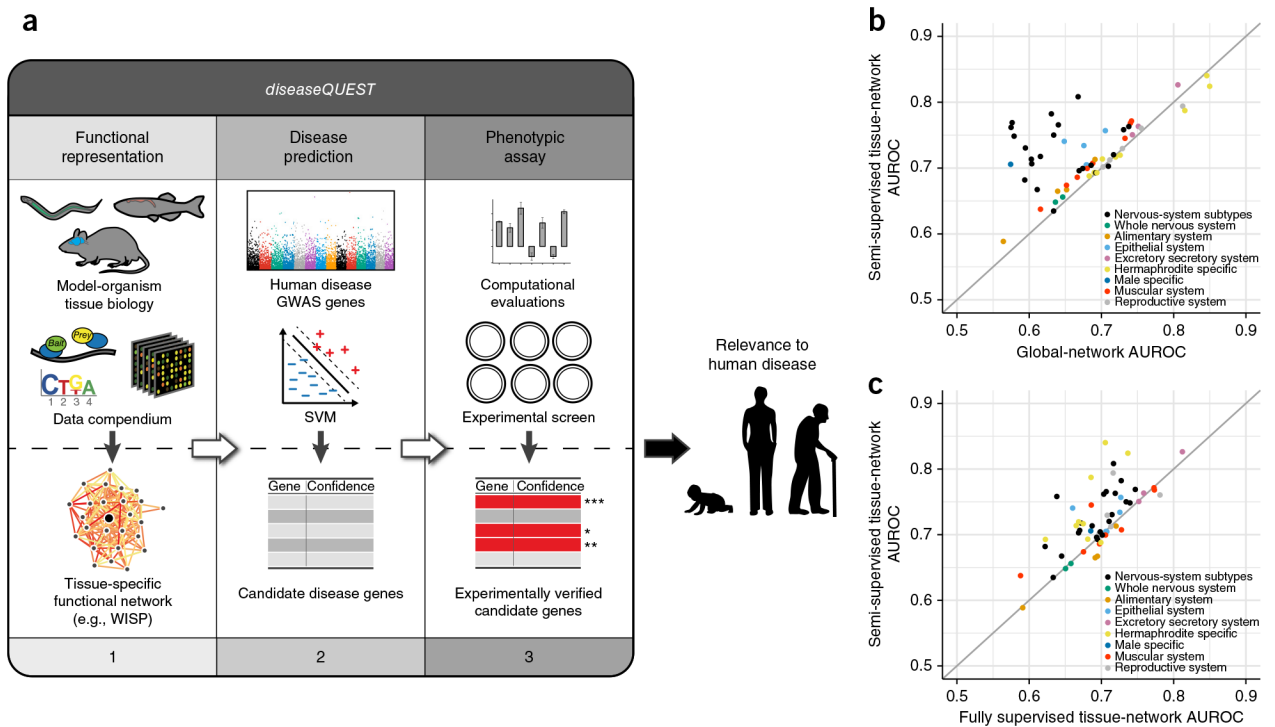 a
diseaseQUEST
Functional
representation
Disease
prediction
Phenotypic
assay
Model-organism
tissue biology
Human disease
GWAS genes
Computational
evaluations
Bait
Prey
CTGA
1 2 3 4
Data compendium
SVM
Experimental screen
Gene Confidence
Gene Confidence
***
*
**
Tissue-specific
functional network
(e.g., WISP)
Candidate disease genes
Experimentally verified
candidate genes
1
2
3
Relevance to
human disease
b
Semi-supervised tissue-network
AUROC
0.9
0.8
0.7
0.6
0.5
Nervous-system subtypes
Whole nervous system
Alimentary system
Epithelial system
Excretory secretory system
Hermaphrodite specific
Male specific
Muscular system
Reproductive system
0.5 0.6 0.7 0.8 0.9
Global-network AUROC
c
Semi-supervised tissue-network
AUROC
0.9
0.8
0.7
0.6
0.5
Nervous-system subtypes
Whole nervous system
Alimentary system
Epithelial system
Excretory secretory system
Hermaphrodite specific
Male specific
Muscular system
Reproductive system
0.5 0.6 0.7 0.8 0.9
Fully supervised tissue-network AUROC